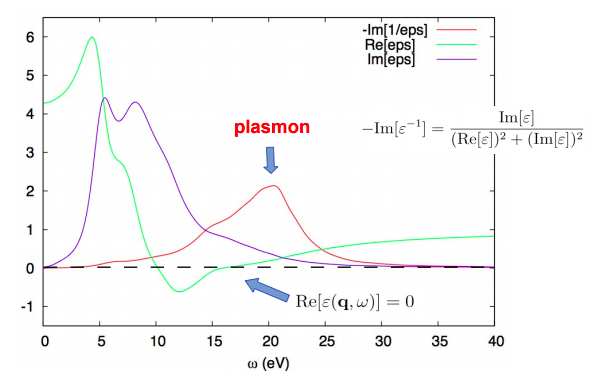 6
5
4
3
2
1
0
-1
0 5 10 15 20 25 30 35 40
ω (eV)
-Im[1/eps]
Re[eps]
Im[eps]
plasmon
−Im[ε⁻¹] = Im[ε] / (Re[ε])² + (Im[ε])²
Re[ε(q, ω)] = 0